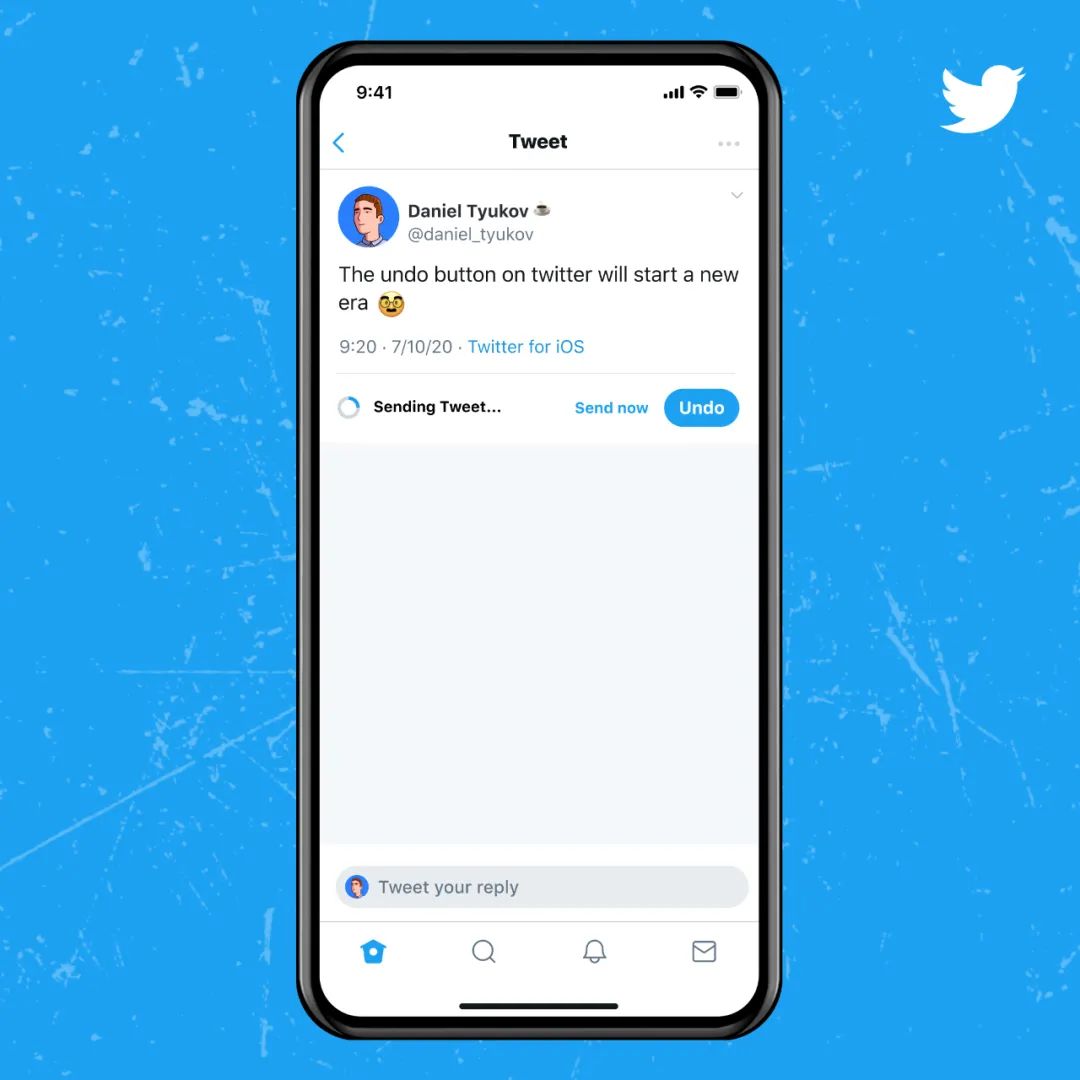 9:41
Tweet
Daniel Tyukov ☕
@daniel_tyukov
The undo button on twitter will start a new
era 🥸
9:20 · 7/10/20 · Twitter for iOS
Sending Tweet... Send now Undo
Tweet your reply